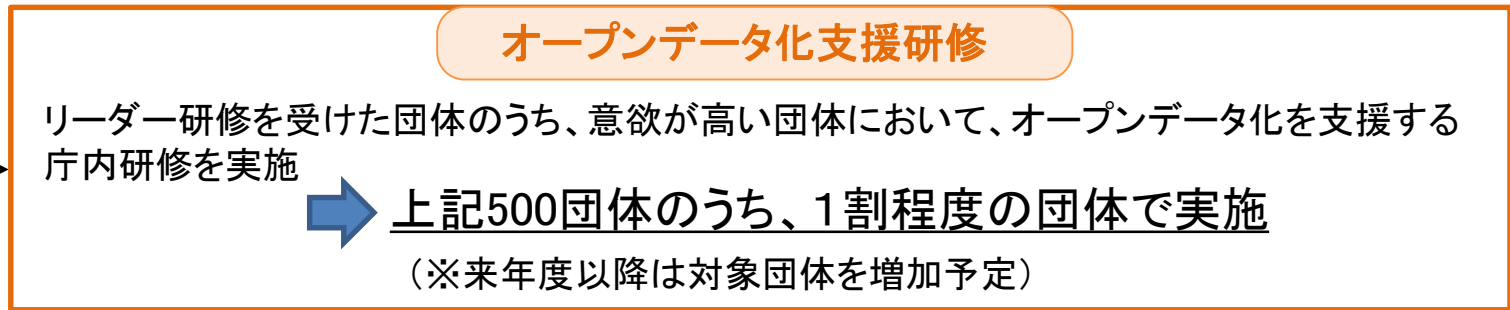 オープンデータ化支援研修
リーダー研修を受けた団体のうち、意欲が高い団体において、オープンデータ化を支援する
庁内研修を実施
上記500団体のうち、１割程度の団体で実施
（※来年度以降は対象団体を増加予定）